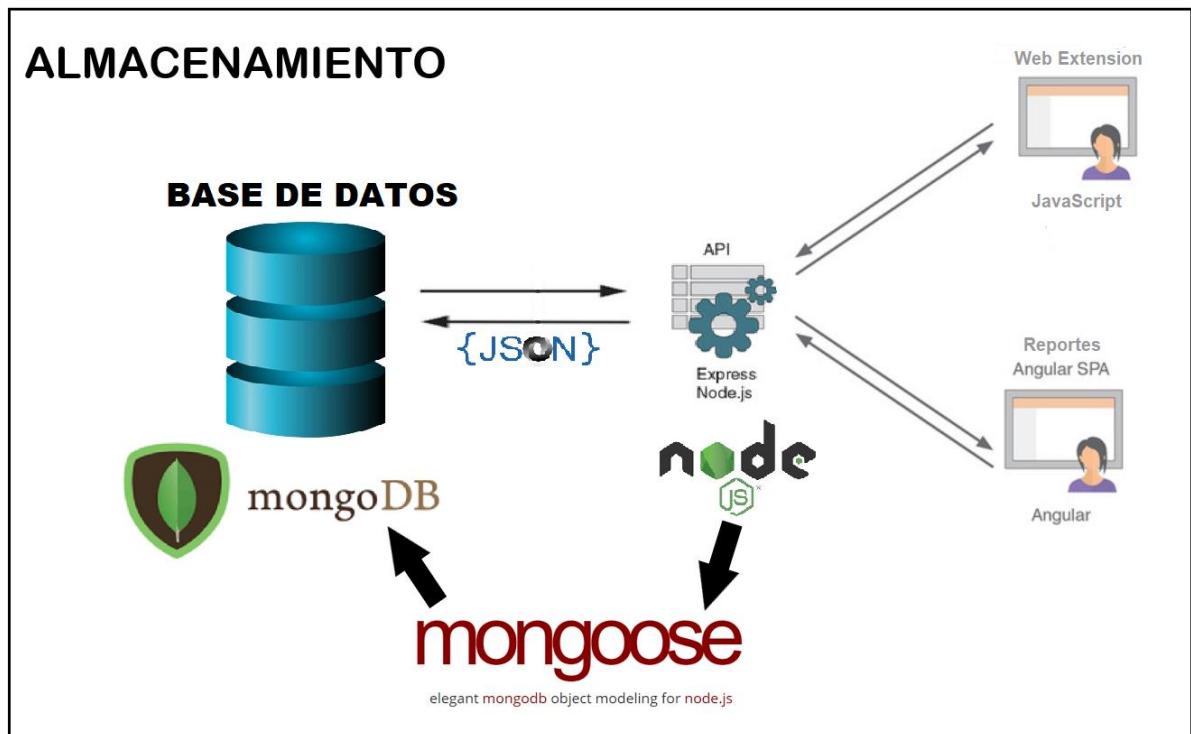 ALMACENAMIENTO
BASE DE DATOS
{JSON}
mongoDB
API
Express
Node.js
node
JS
mongoose
elegant mongodb object modeling for node.js
Web Extension
JavaScript
Reportes
Angular SPA
Angular